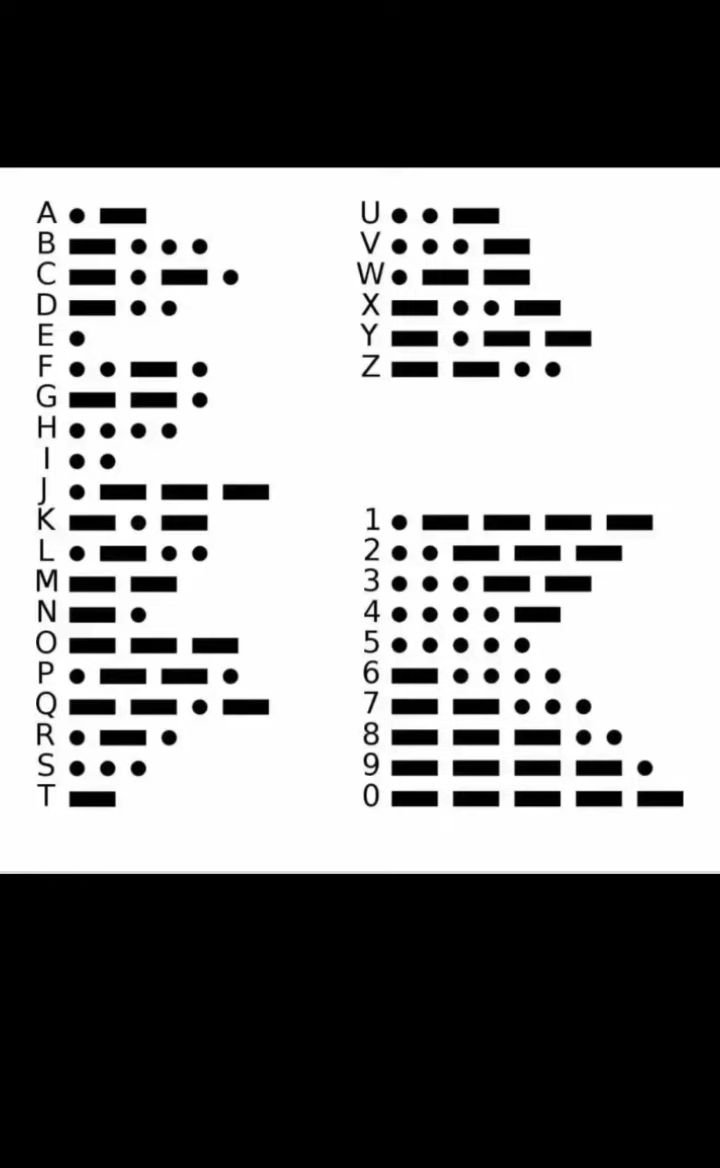 A • —
B — • • •
C — • — •
D — • •
E •
F • • — •
G — — •
H • • • •
I • •
J • — — —
K — • —
L • — • •
M — —
N — •
O — — —
P • — — •
Q — — • —
R • — •
S • • •
T —
U • • —
V • • • —
W • — —
X — • • —
Y — • — —
Z — — • •
1 • — — — —
2 • • — — —
3 • • • — —
4 • • • • —
5 • • • • •
6 — • • • •
7 — — • • •
8 — — — • •
9 — — — — •
0 — — — — —